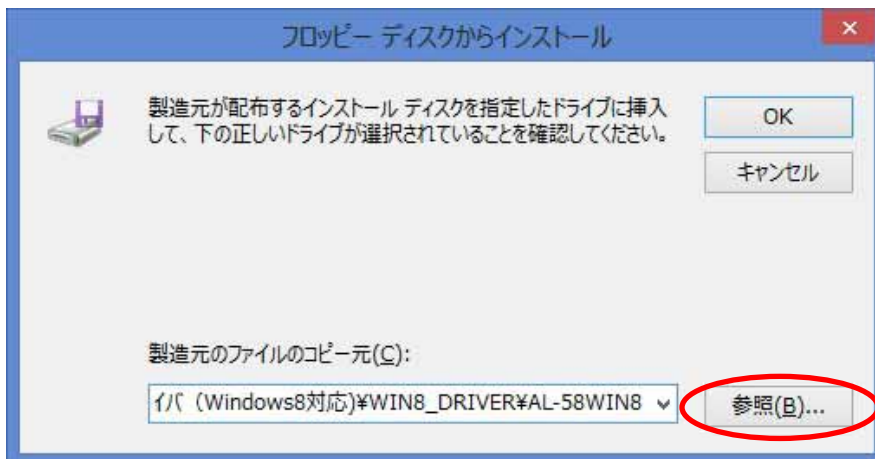 フロッピー ディスクからインストール
製造元が配布するインストール ディスクを指定したドライブに挿入
して、下の正しいドライブが選択されていることを確認してください。
OK
キャンセル
製造元のファイルのコピー元(C):
イバ (Windows8対応)¥WIN8_DRIVER¥AL-58WIN8
参照(B)...